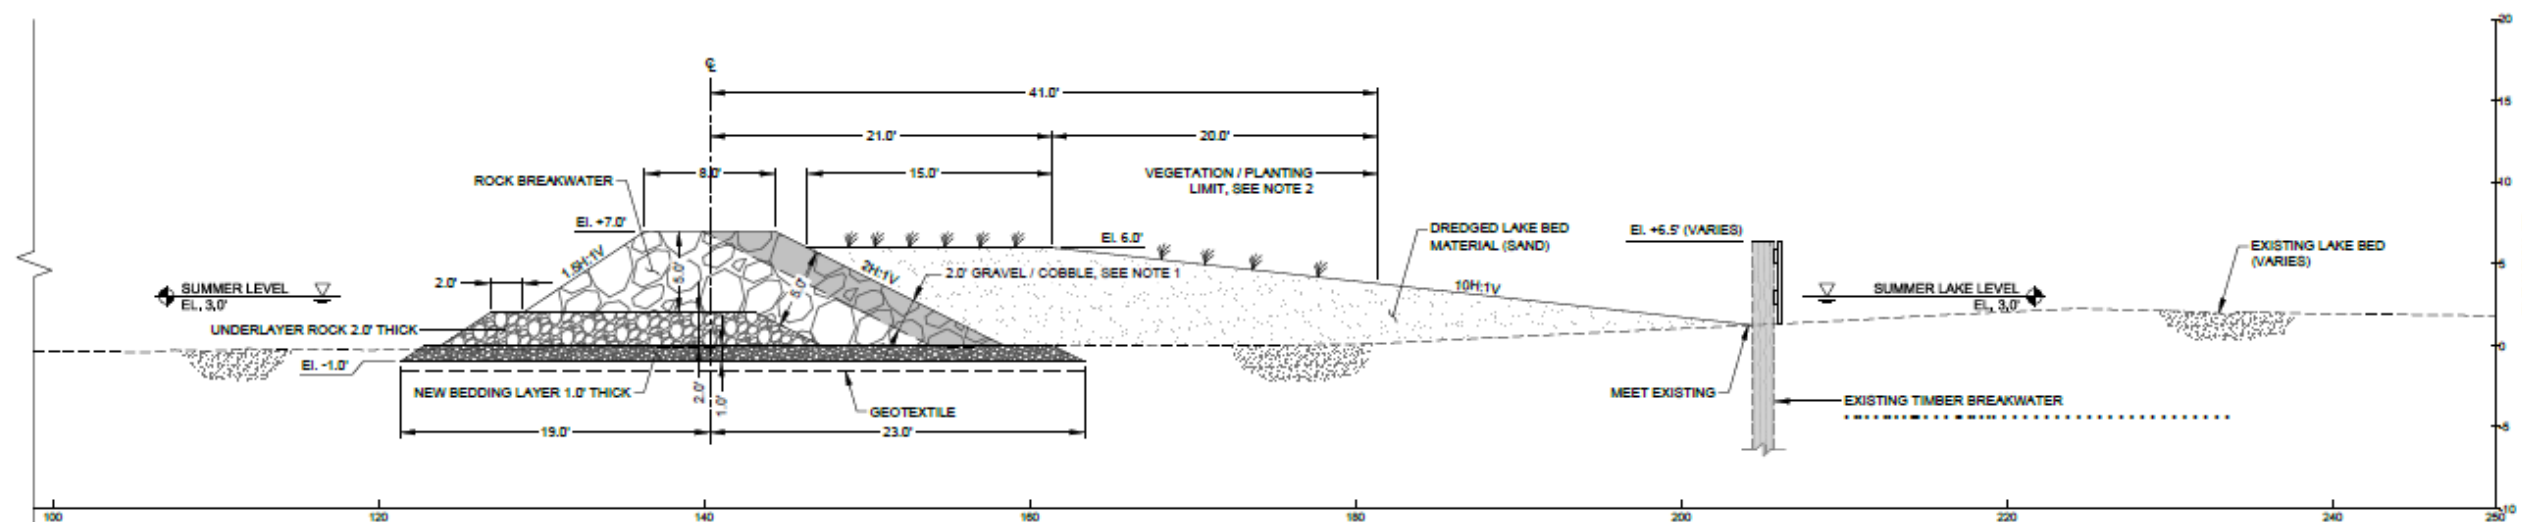 20
℄
41.0'
15
21.0'
20.0'
ROCK BREAKWATER
8.0'
15.0'
VEGETATION / PLANTING
LIMIT, SEE NOTE 2
10
El. +7.0'
El. 6.0'
DREDGED LAKE BED
MATERIAL (SAND)
El. +6.5' (VARIES)
EXISTING LAKE BED
(VARIES)
1.5H:1V
5.0'
5.0'
2H:1V
2.0' GRAVEL / COBBLE, SEE NOTE 1
5
2.0'
10H:1V
SUMMER LEVEL
EL. 3.0'
SUMMER LAKE LEVEL
EL. 3.0'
UNDERLAYER ROCK 2.0' THICK
0
El. -1.0'
NEW BEDDING LAYER 1.0' THICK
2.0'
1.0'
GEOTEXTILE
MEET EXISTING
EXISTING TIMBER BREAKWATER
19.0'
23.0'
-5
100
120
140
160
180
200
220
240
250
-10